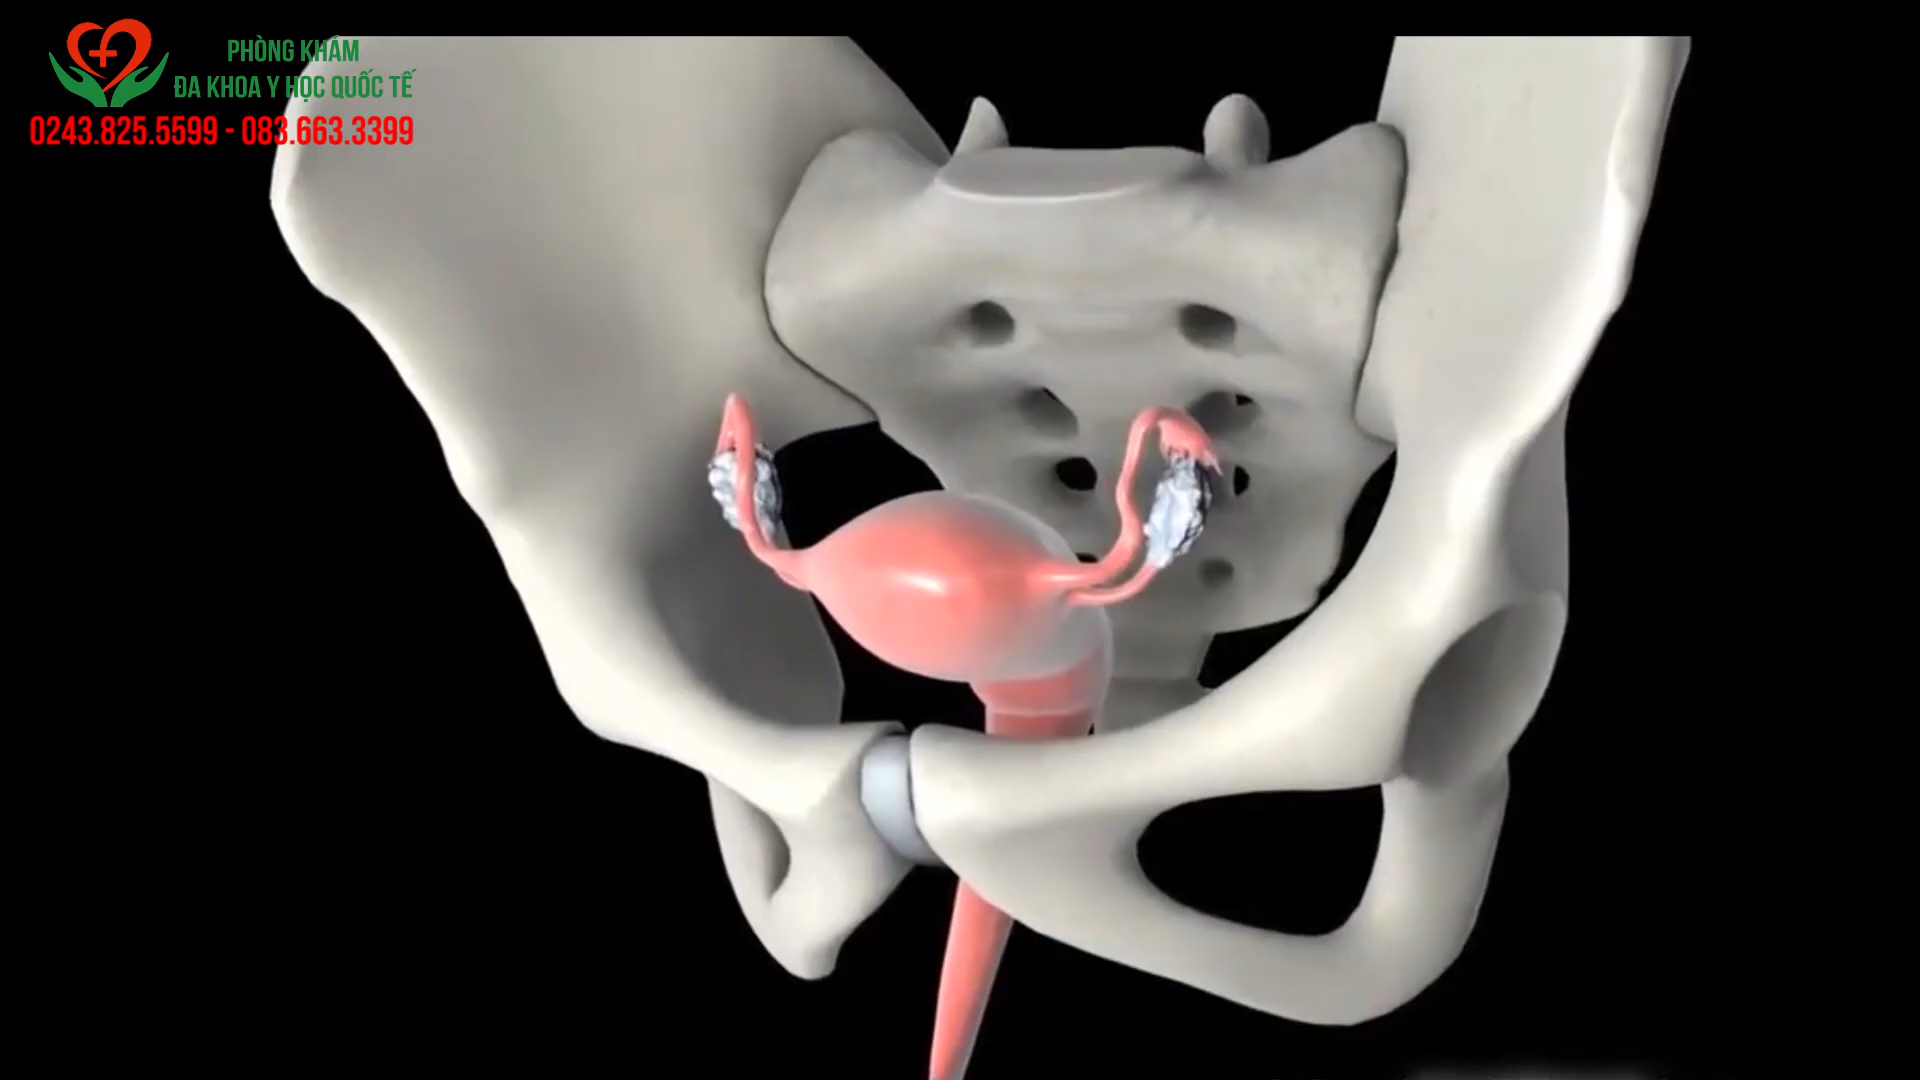 PHÒNG KHÁM
ĐA KHOA Y HỌC QUỐC TẾ
0243.825.5599 - 083.663.3399